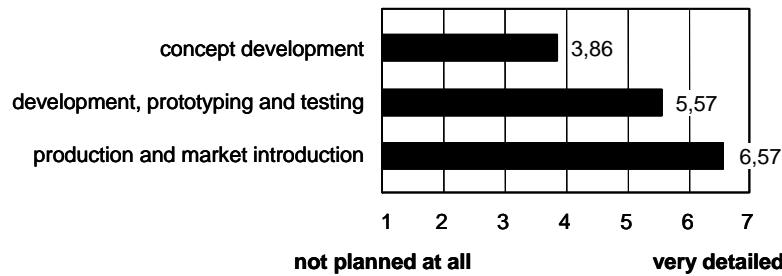 concept development 3,86
development, prototyping and testing 5,57
production and market introduction 6,57
1 2 3 4 5 6 7
not planned at all very detailed